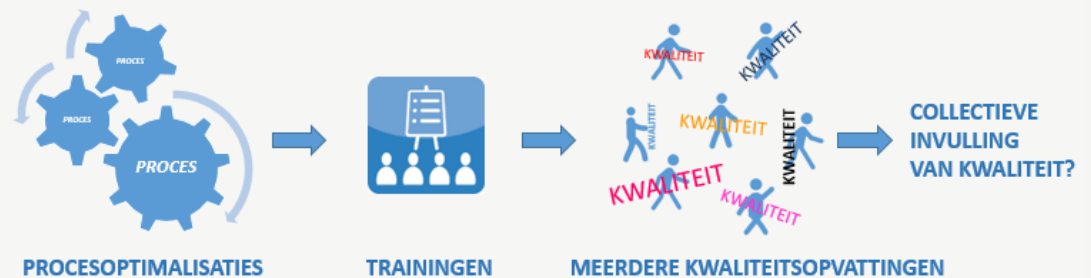 PROCES
PROCES
PROCES
KWALITEIT
KWALITEIT
KWALITEIT
KWALITEIT
KWALITEIT
KWALITEIT
KWALITEIT
COLLECTIEVE
INVULLING
VAN KWALITEIT?
PROCESOPTIMALISATIES
TRAININGEN
MEERDERE KWALITEITSOPVATTINGEN